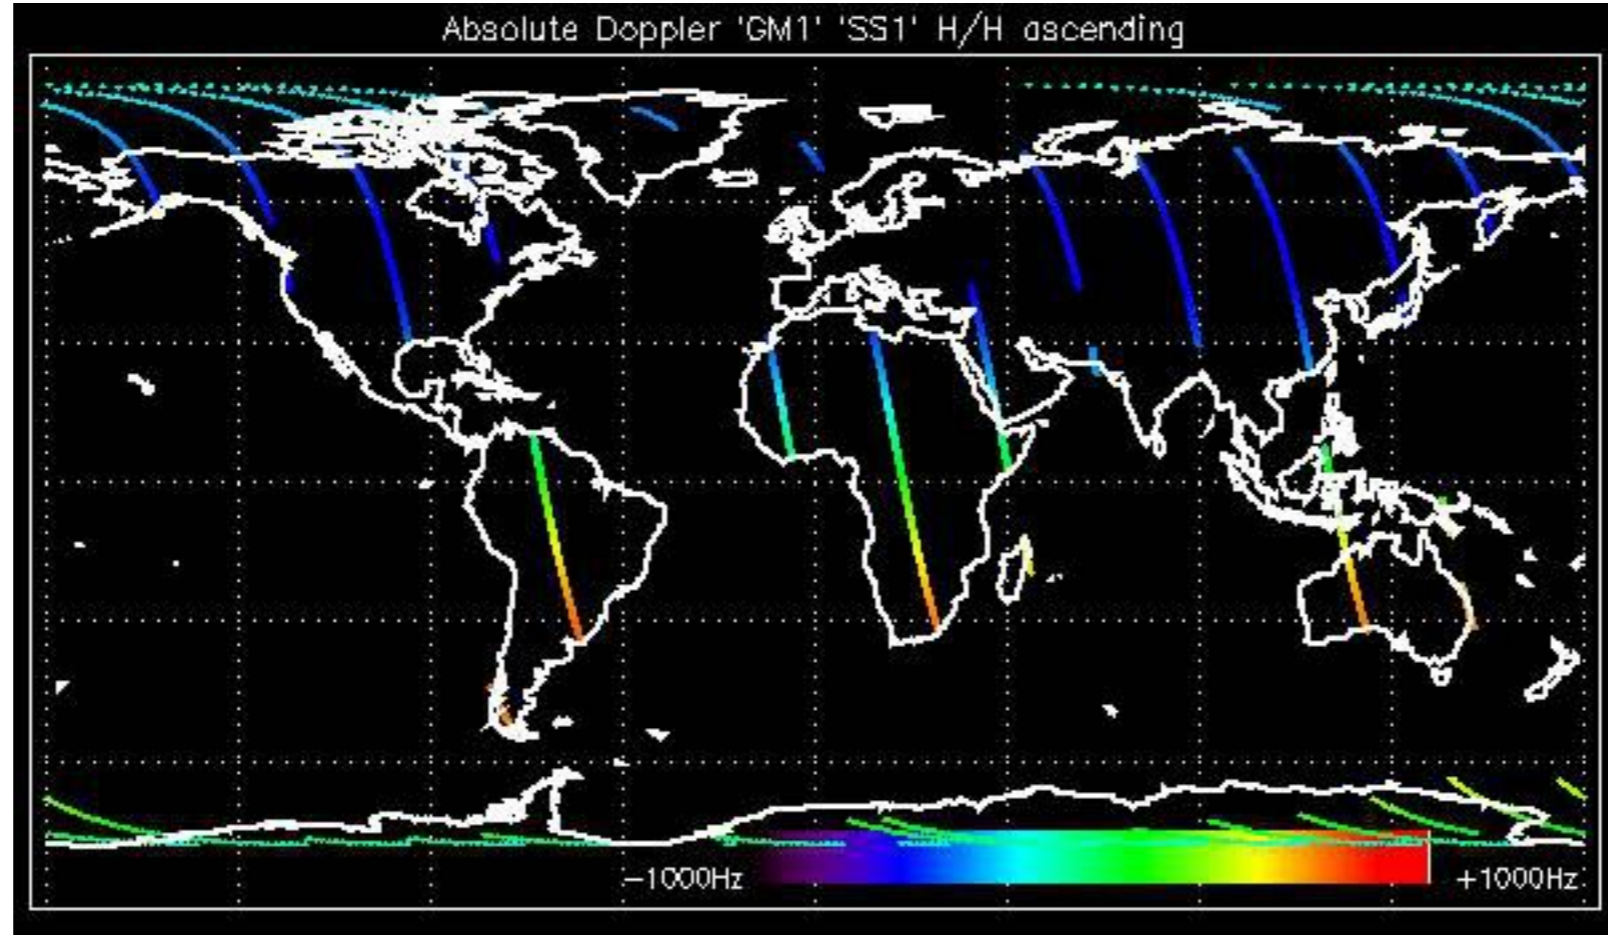 Absolute Doppler 'GM1' 'SS1' H/H ascending
−1000Hz +1000Hz